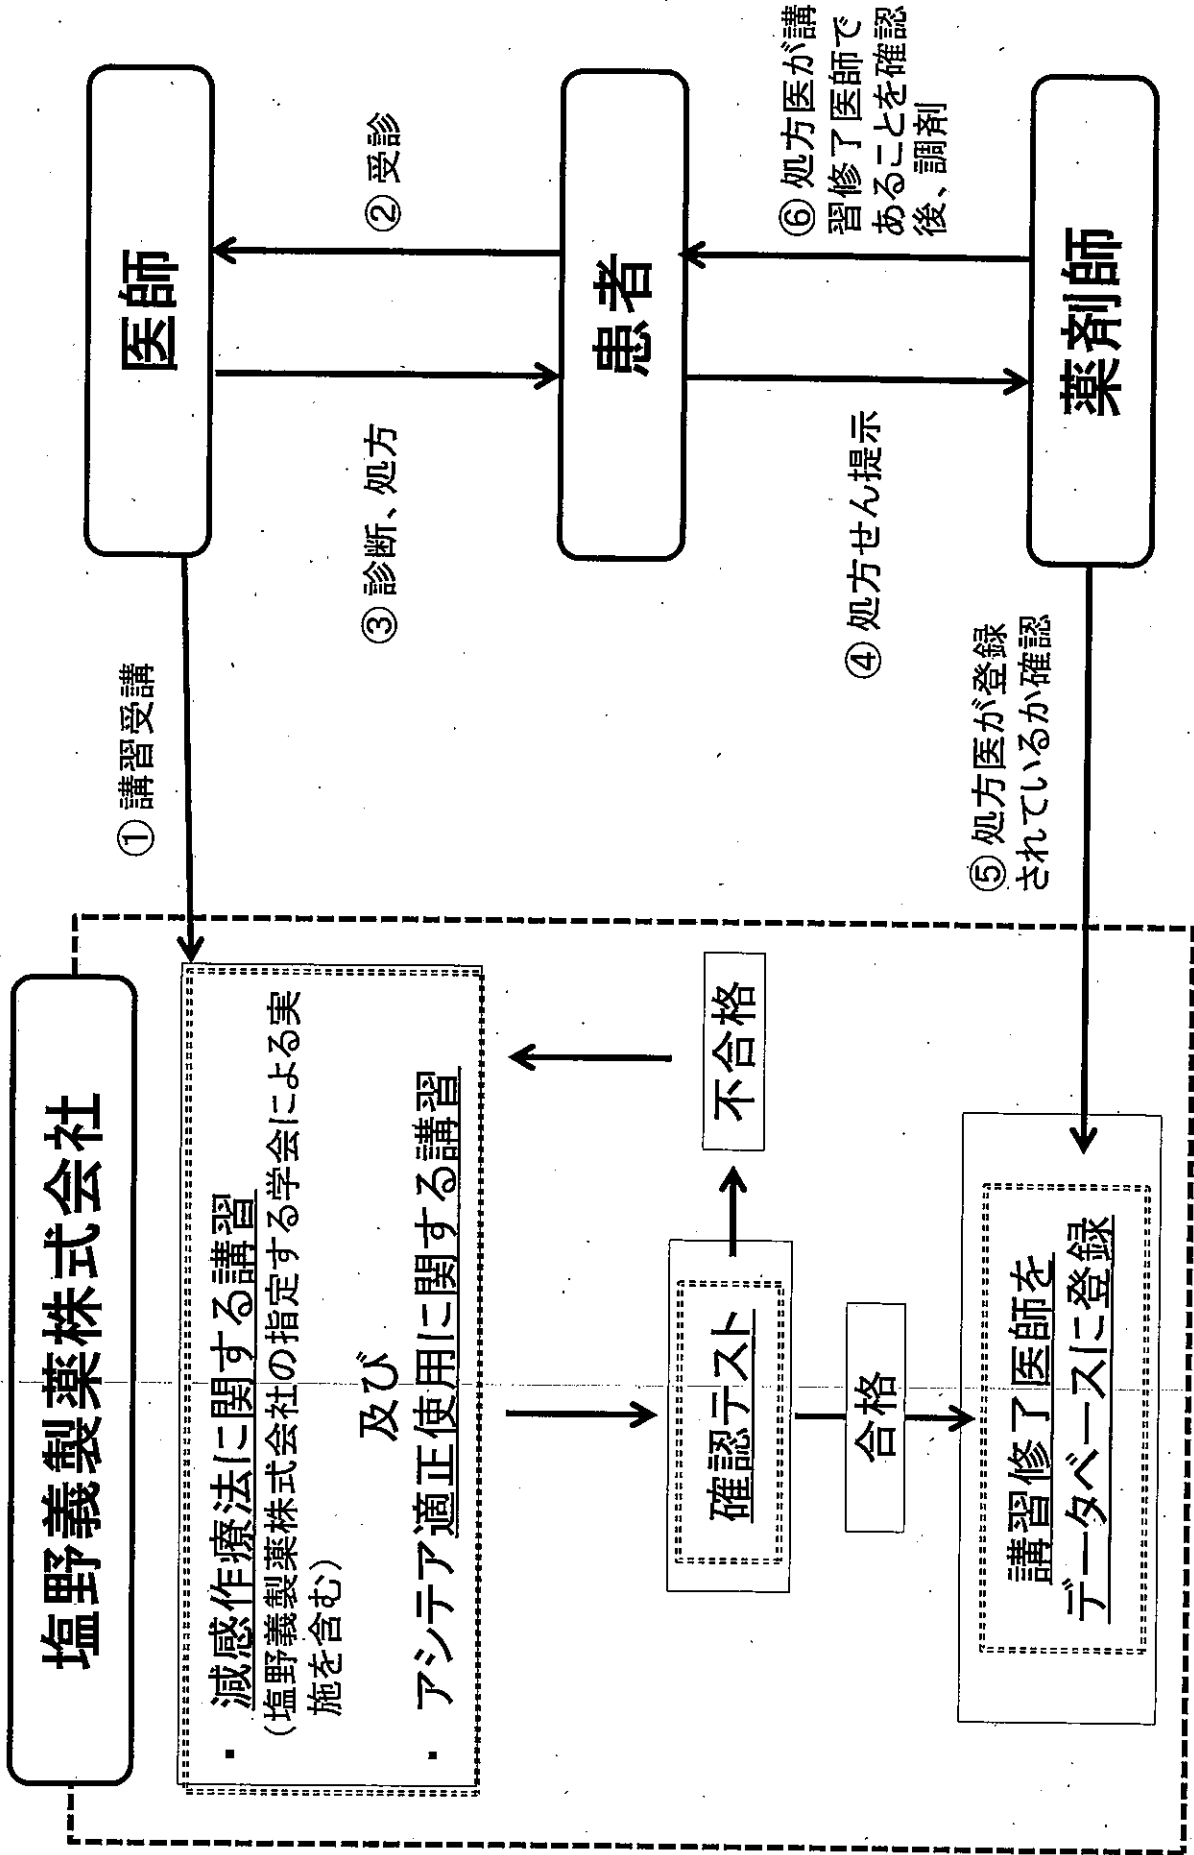 塩野義製薬株式会社
・減感作療法に関する講習
（塩野義製薬株式会社の指定する学会による実
施を含む）
及び
・アシテア適正使用に関する講習
確認テスト
不合格
合格
講習修了医師を
データベースに登録
① 講習受講
医師
② 受診
③ 診断、処方
患者
④ 処方せん提示
⑤ 処方医が登録
されているか確認
⑥ 処方医が講
習修了医師で
あることを確認
後、調剤
薬剤師